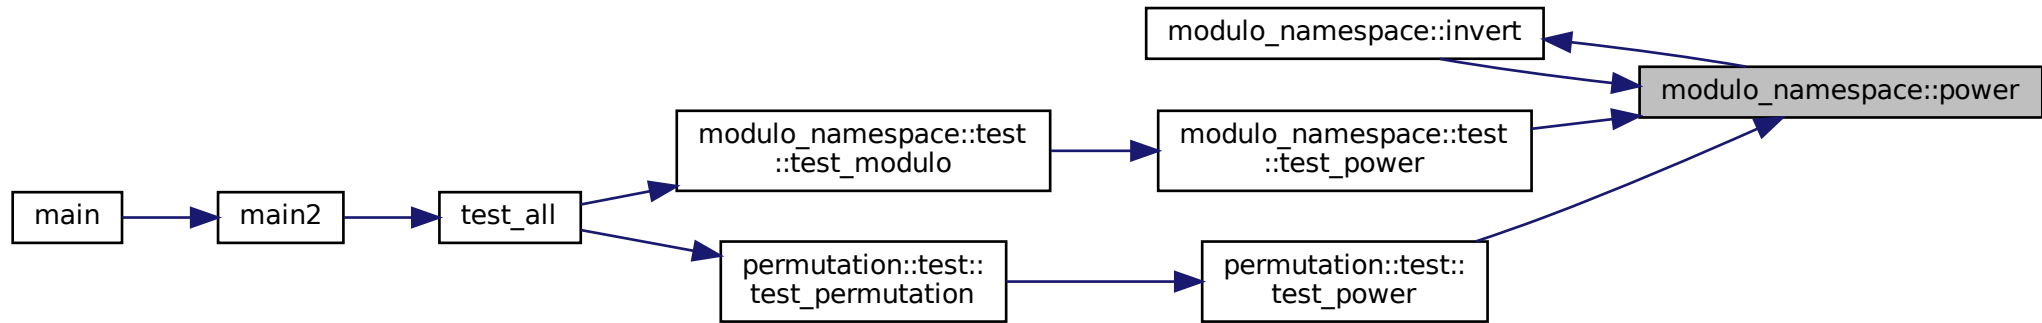 modulo_namespace::invert
modulo_namespace::power
modulo_namespace::test
::test_modulo
modulo_namespace::test
::test_power
main
main2
test_all
permutation::test::
test_permutation
permutation::test::
test_power